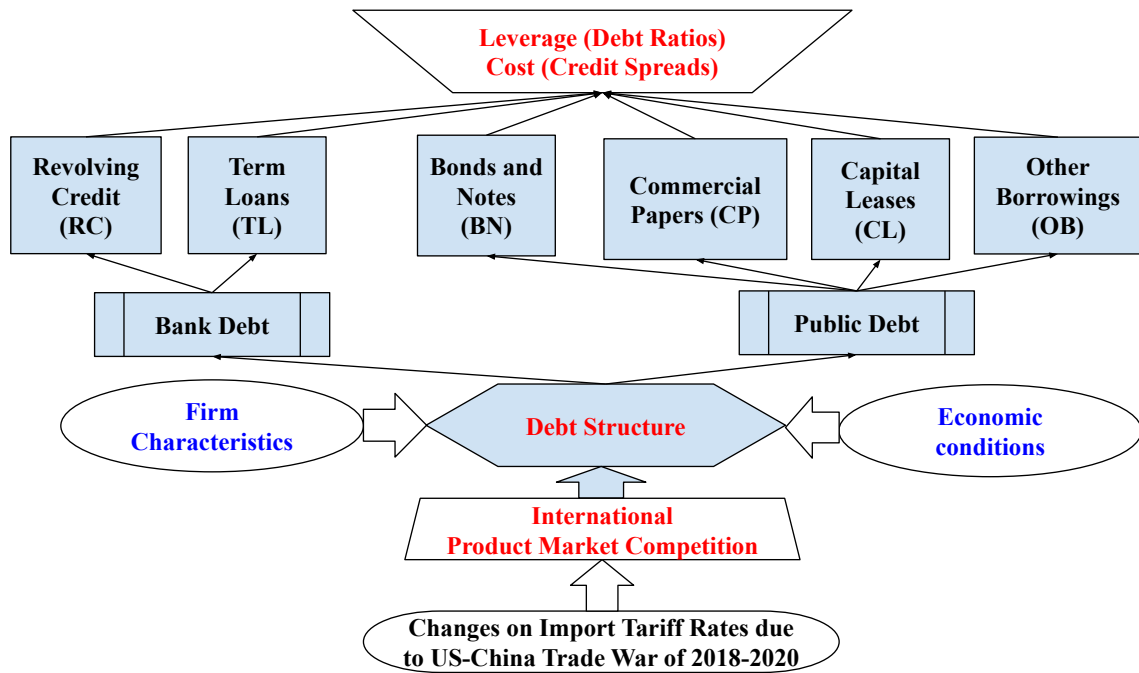 Leverage (Debt Ratios)
Cost (Credit Spreads)
Revolving
Credit
(RC)
Term
Loans
(TL)
Bonds and
Notes
(BN)
Commercial
Papers (CP)
Capital
Leases
(CL)
Other
Borrowings
(OB)
Bank Debt
Public Debt
Firm
Characteristics
Debt Structure
Economic
conditions
International
Product Market Competition
Changes on Import Tariff Rates due
to US-China Trade War of 2018-2020